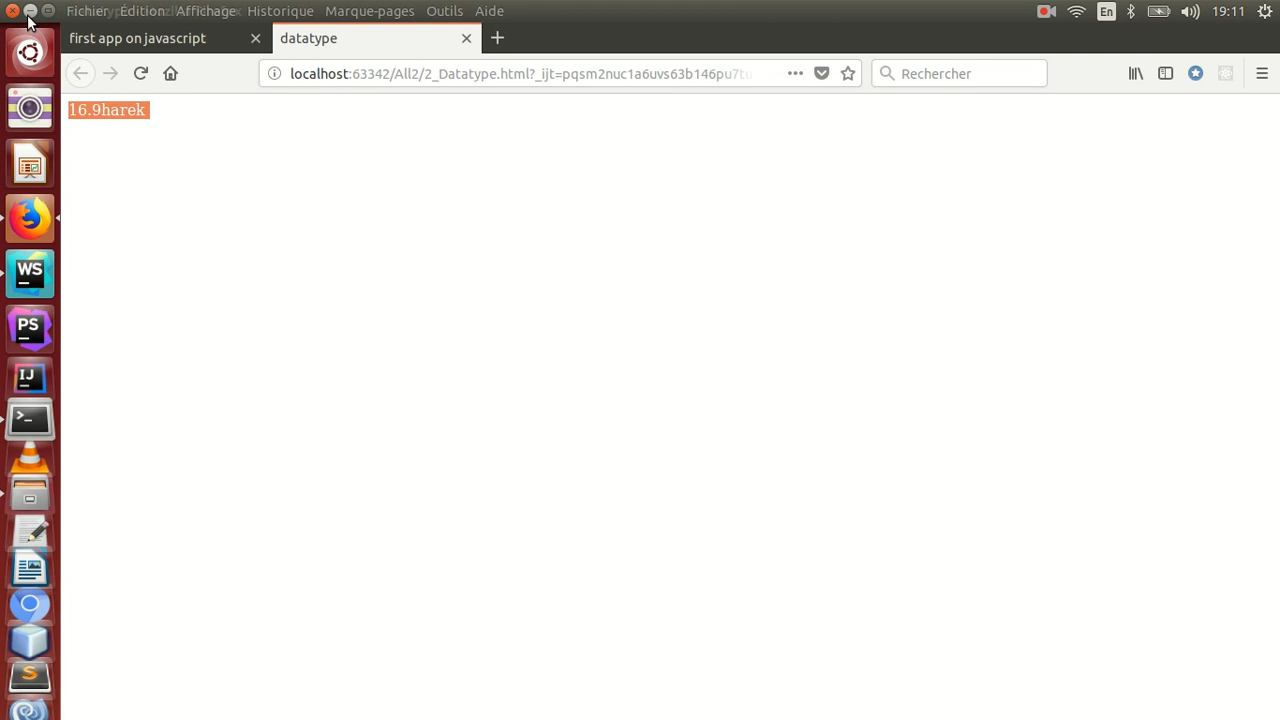 Fichier Édition Affichage Historique Marque-pages Outils Aide En 19:11
first app on javascript datatype
localhost:63342/All2/2_Datatype.html?_ijt=pqsm2nuc1a6uvs63b146pu7tu Rechercher
16.9harek
WS
PS
IJ
>_
S